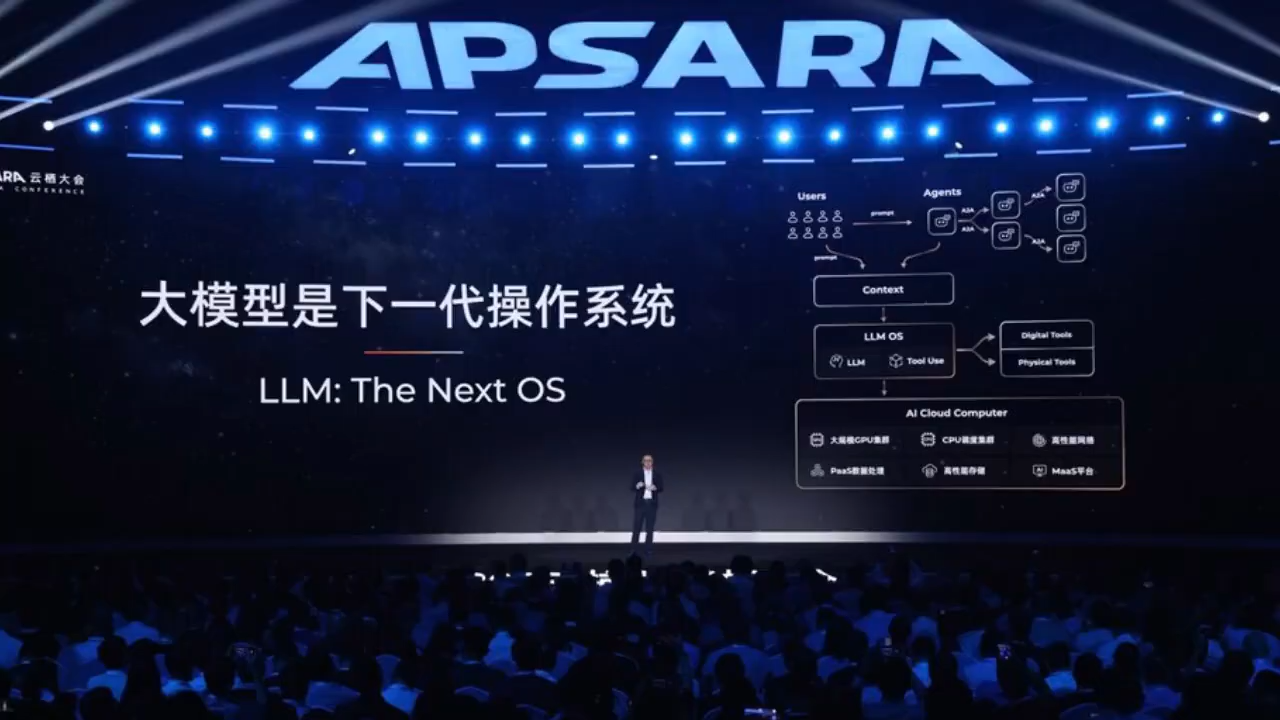 APSARA
ARA 云栖大会
CONFERENCE
大模型是下一代操作系统
LLM: The Next OS
Users
Agents
prompt
A2A
A2A
A2A
A2A
prompt
Context
LLM OS
LLM
Tool Use
Digital Tools
Physical Tools
AI Cloud Computer
大规模GPU集群
CPU调度集群
高性能网络
PaaS数据处理
高性能存储
MaaS平台